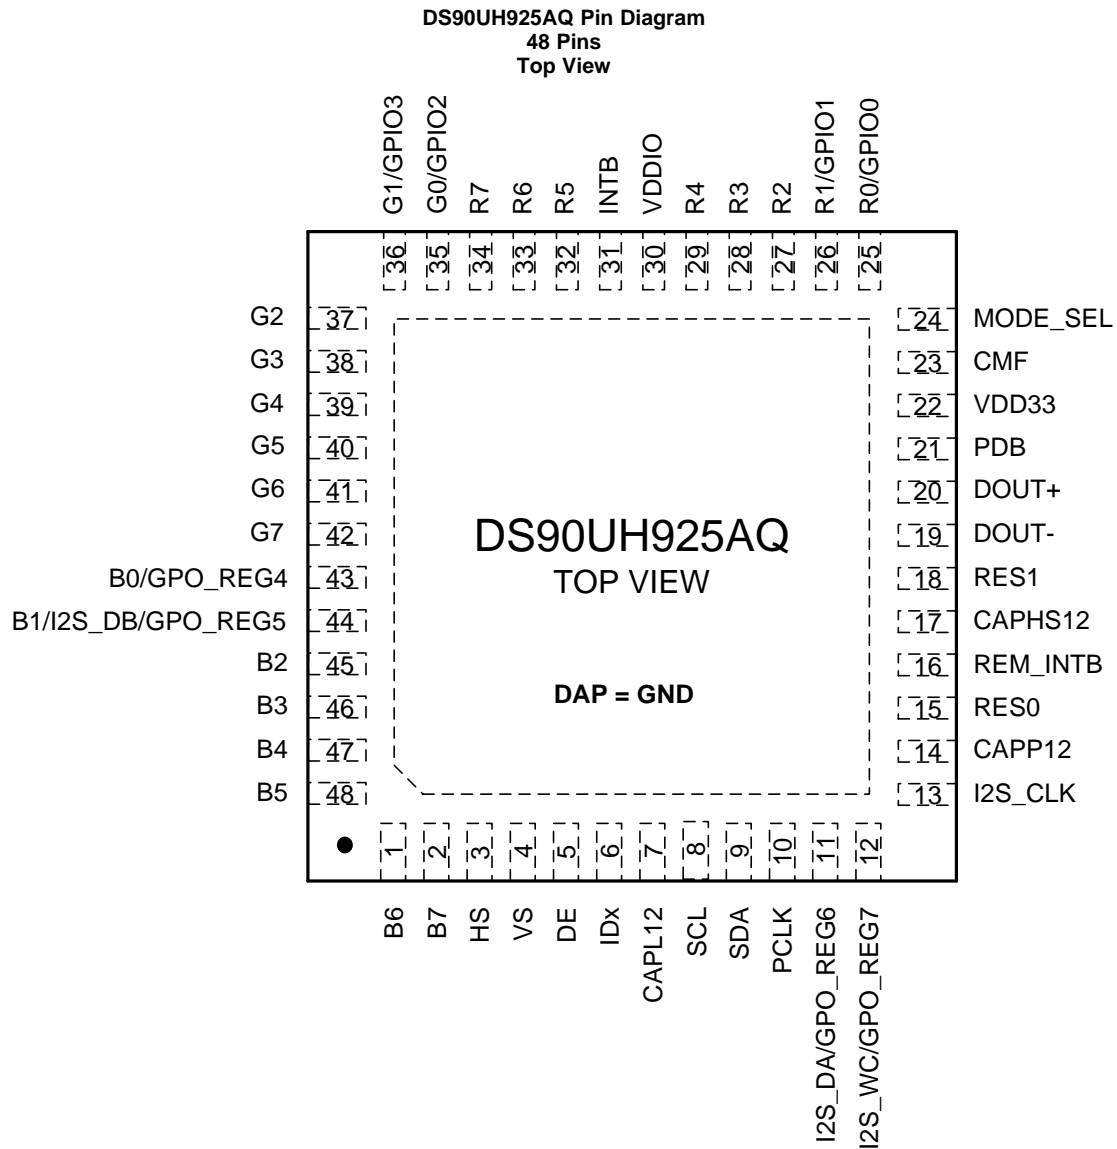 DS90UH925AQ Pin Diagram
48 Pins
Top View
G1/GPIO3
G0/GPIO2
R7
R6
R5
INTB
VDDIO
R4
R3
R2
R1/GPIO1
R0/GPIO0
36
35
34
33
32
31
30
29
28
27
26
25
G2 37
24 MODE_SEL
G3 38
23 CMF
G4 39
22 VDD33
G5 40
21 PDB
G6 41
20 DOUT+
G7 42
19 DOUT-
B0/GPO_REG4 43
18 RES1
B1/I2S_DB/GPO_REG5 44
17 CAPHS12
B2 45
16 REM_INTB
B3 46
15 RES0
B4 47
14 CAPP12
B5 48
13 I2S_CLK
DS90UH925AQ
TOP VIEW
DAP = GND
1
2
3
4
5
6
7
8
9
10
11
12
B6
B7
HS
VS
DE
IDx
CAPL12
SCL
SDA
PCLK
I2S_DA/GPO_REG6
I2S_WC/GPO_REG7